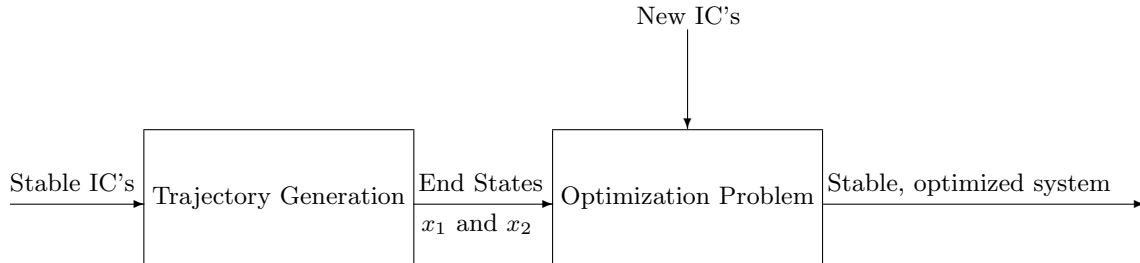 New IC's
Stable IC's
Trajectory Generation
End States
x₁ and x₂
Optimization Problem
Stable, optimized system